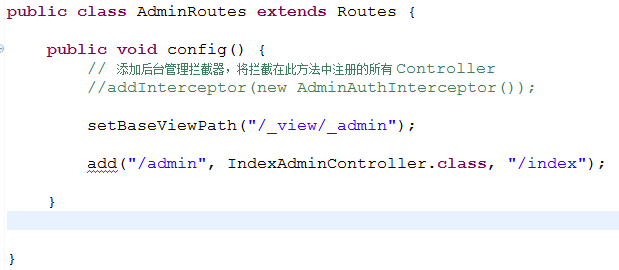 public class AdminRoutes extends Routes {
public void config() {
// 添加后台管理拦截器，将拦截在此方法中注册的所有 Controller
//addInterceptor(new AdminAuthInterceptor());
setBaseViewPath("/_view/_admin");
add("/admin", IndexAdminController.class, "/index");
}
}